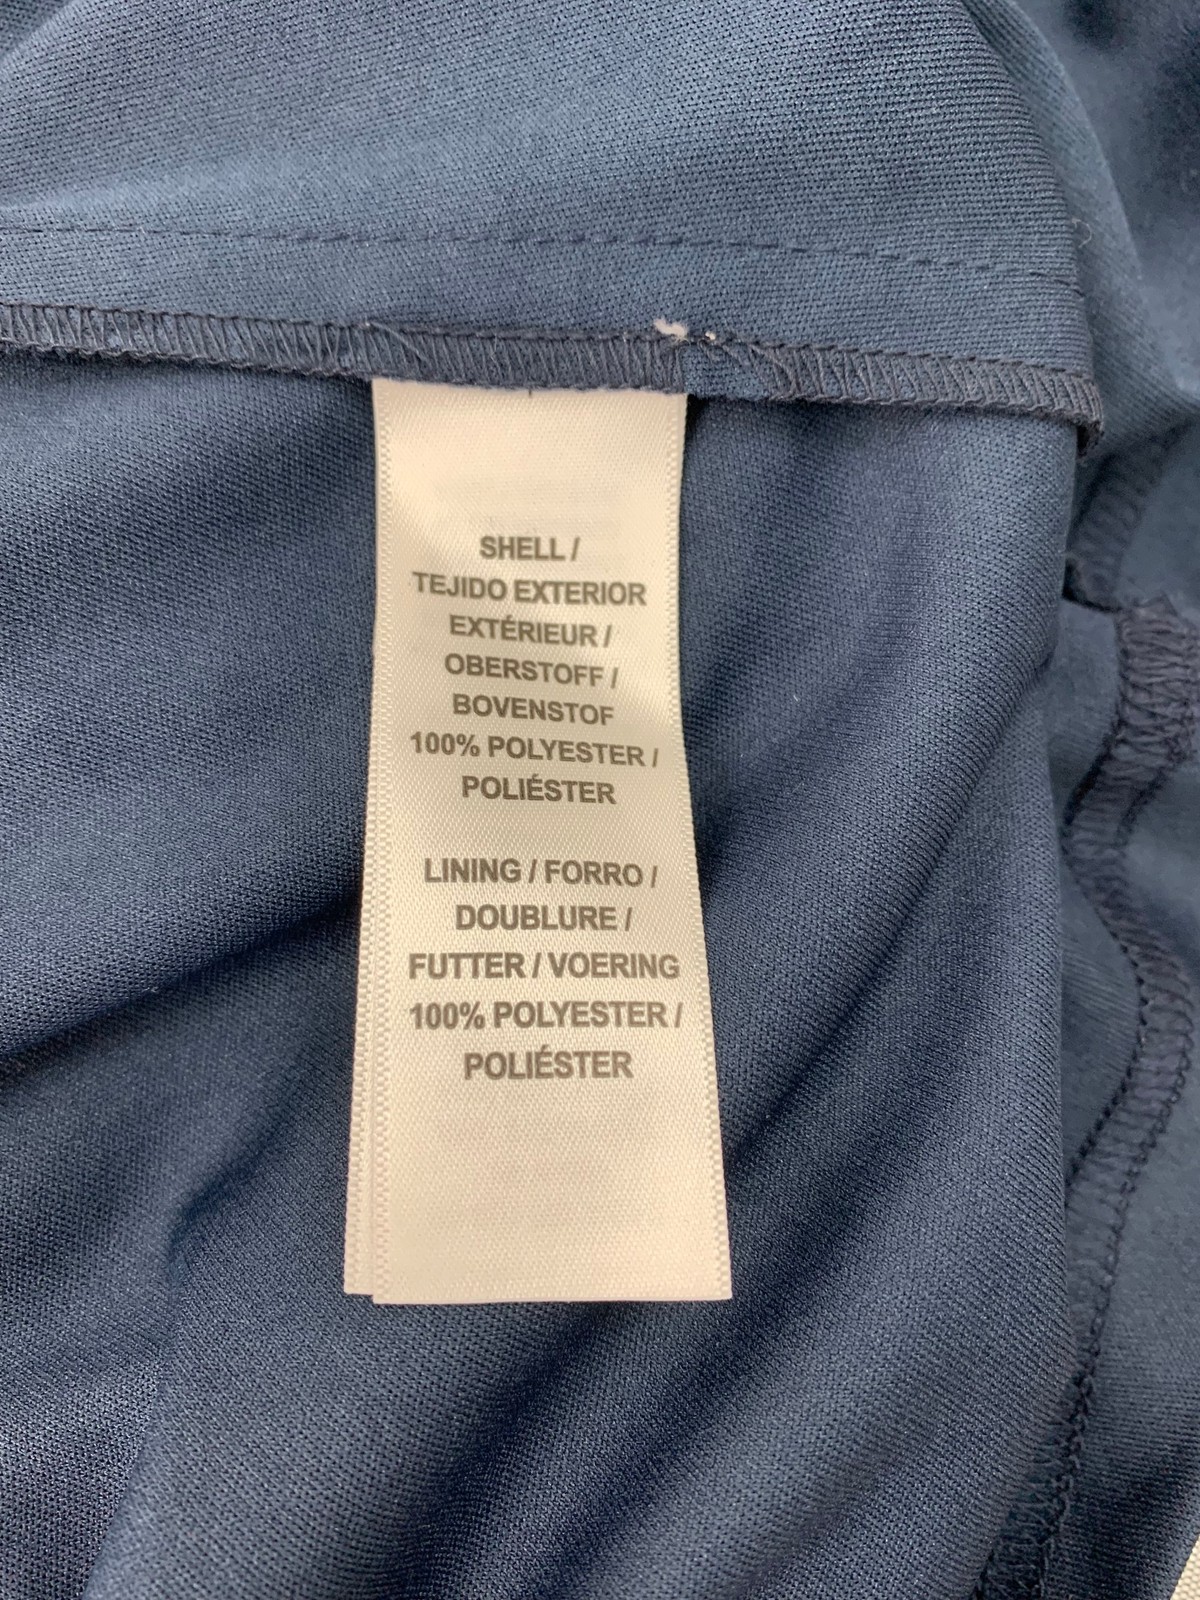 SHELL /
TEJIDO EXTERIOR
EXTÉRIEUR /
OBERSTOFF /
BOVENSTOF
100% POLYESTER /
POLIÉSTER
LINING / FORRO /
DOUBLURE /
FUTTER / VOERING
100% POLYESTER /
POLIÉSTER